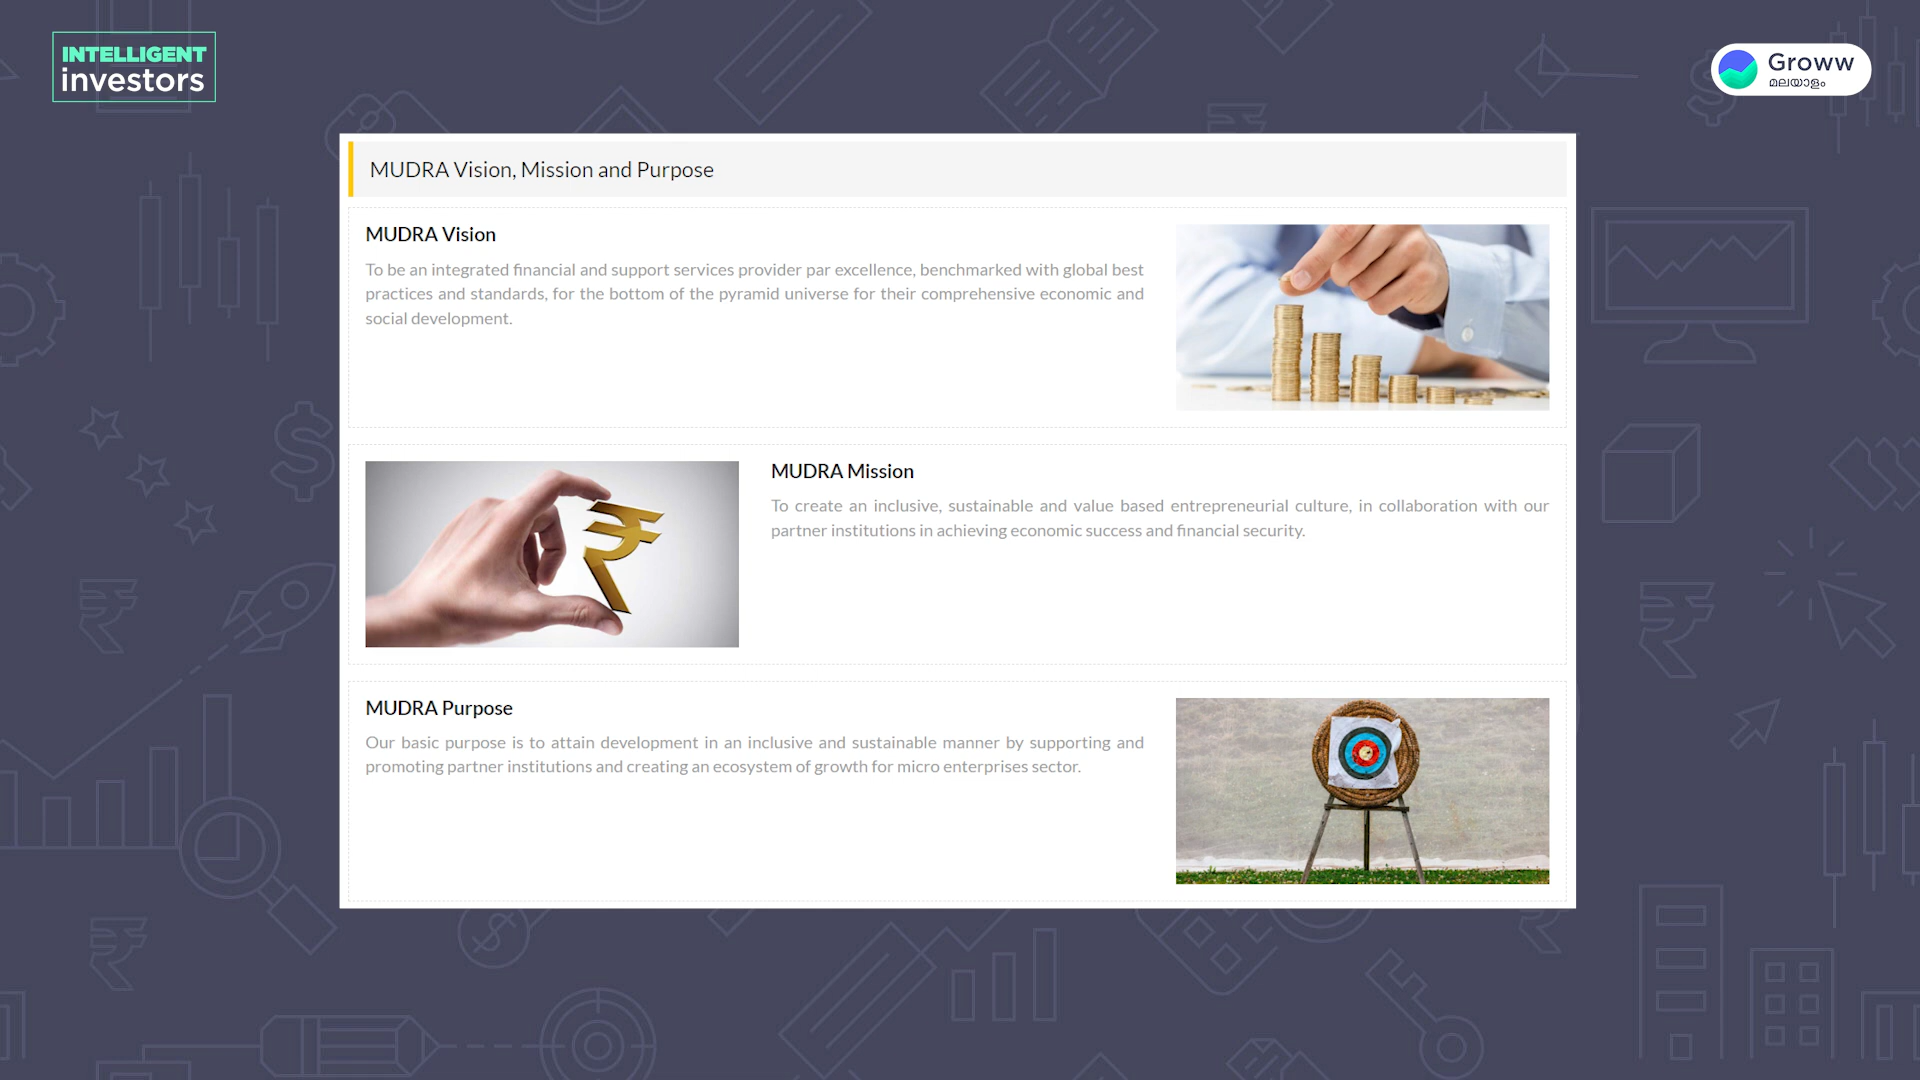 INTELLIGENT
investors
Groww
മലയാളം
MUDRA Vision, Mission and Purpose
MUDRA Vision
To be an integrated financial and support services provider par excellence, benchmarked with global best
practices and standards, for the bottom of the pyramid universe for their comprehensive economic and
social development.
MUDRA Mission
To create an inclusive, sustainable and value based entrepreneurial culture, in collaboration with our
partner institutions in achieving economic success and financial security.
MUDRA Purpose
Our basic purpose is to attain development in an inclusive and sustainable manner by supporting and
promoting partner institutions and creating an ecosystem of growth for micro enterprises sector.